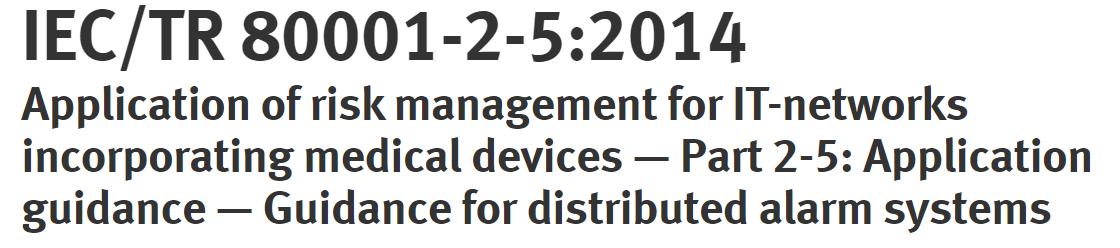 IEC/TR 80001-2-5:2014
Application of risk management for IT-networks
incorporating medical devices — Part 2-5: Application
guidance — Guidance for distributed alarm systems